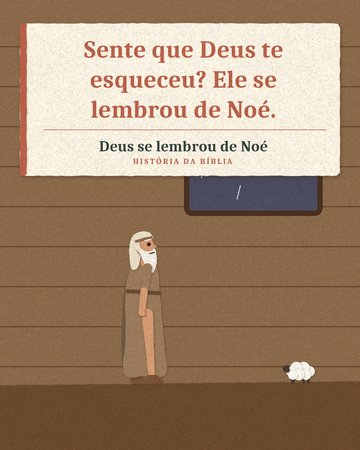 Sente que Deus te
esqueceu? Ele se
lembrou de Noé.
Deus se lembrou de Noé
HISTÓRIA DA BÍBLIA